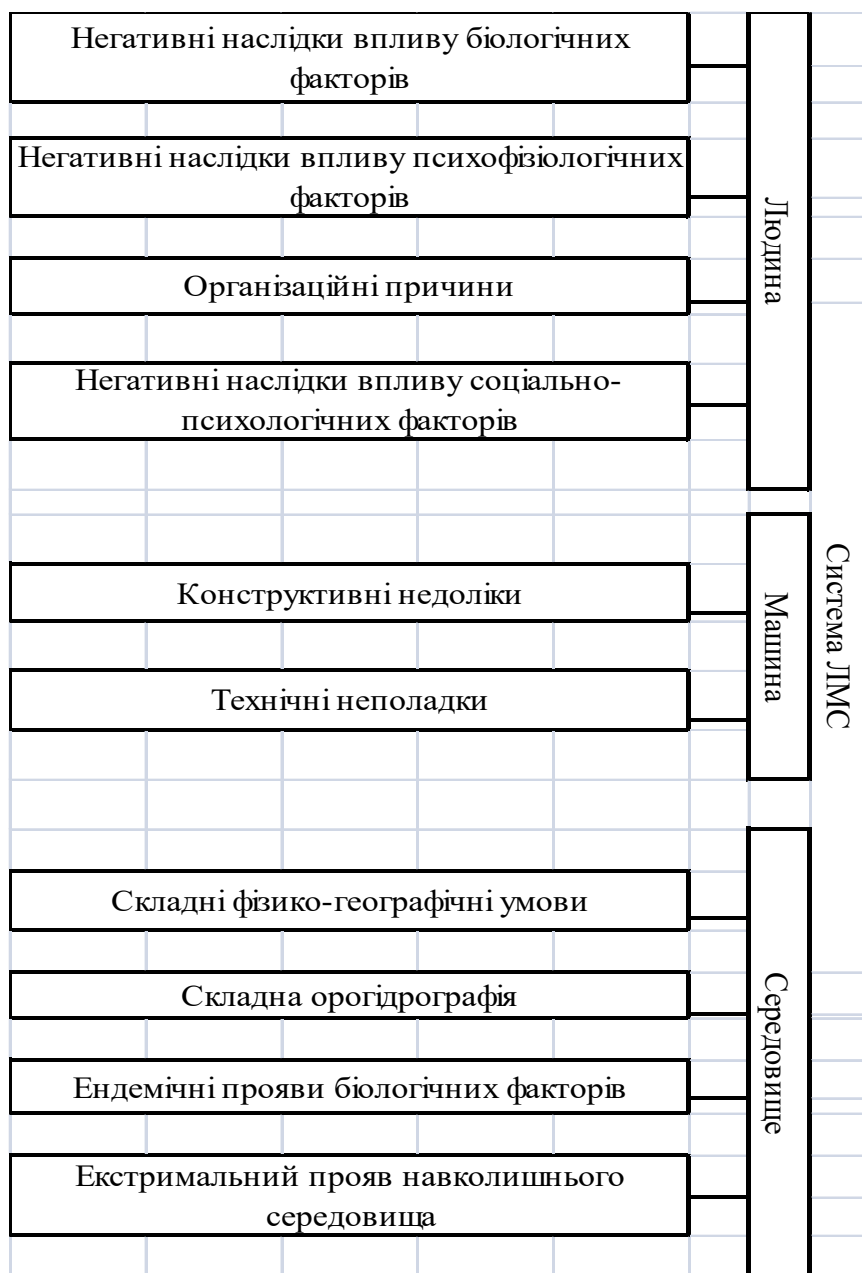 Негативні наслідки впливу біологічних
факторів
Негативні наслідки впливу психофізіологічних
факторів
Організаційні причини
Негативні наслідки впливу соціально-
психологічних факторів
Людина
Конструктивні недоліки
Технічні неполадки
Машина
Система ЛМС
Складні фізико-географічні умови
Складна орогідрографія
Ендемічні прояви біологічних факторів
Екстримальний прояв навколишнього
середовища
Середовище